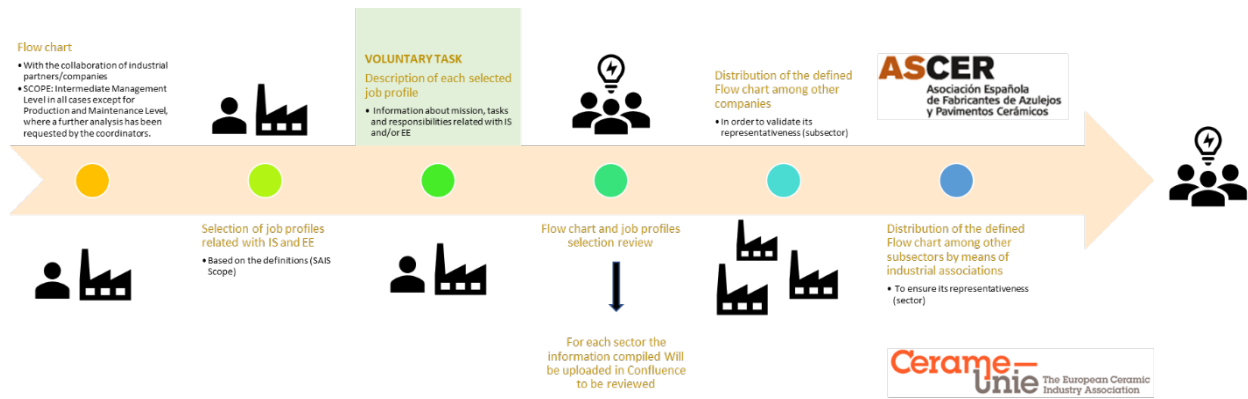 Flow chart
• With the collaboration of industrial
partners/companies
• SCOPE: Intermediate Management
Level in all cases except for
Production and Maintenance Level,
where a further analysis has been
requested by the coordinators.
Selection of job profiles
related with IS and EE
• Based on the definitions (SAIS
Scope)
VOLUNTARY TASK
Description of each selected
job profile
• Information about mission, tasks
and responsibilities related with IS
and/or EE
Flow chart and job profiles
selection review
For each sector the
information compiled Will
be uploaded in Confluence
to be reviewed
Distribution of the defined
Flow chart among other
companies
• In order to validate its
representativeness (subsector)
ASCER
Asociación Española
de Fabricantes de Azulejos
y Pavimentos Cerámicos
Distribution of the defined
Flow chart among other
subsectors by means of
industrial associations
• To ensure its representativeness
(sector)
Cerame—
unie The European Ceramic
Industry Association